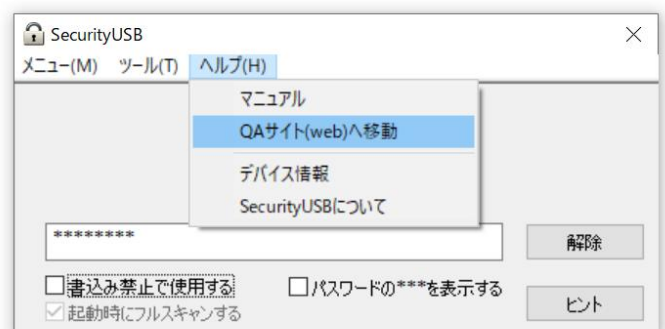 SecurityUSB
メニュー(M) ツール(T) ヘルプ(H)
マニュアル
QAサイト(web)へ移動
デバイス情報
SecurityUSBについて
******** 解除
書込み禁止で使用する パスワードの***を表示する
起動時にフルスキャンする ヒント